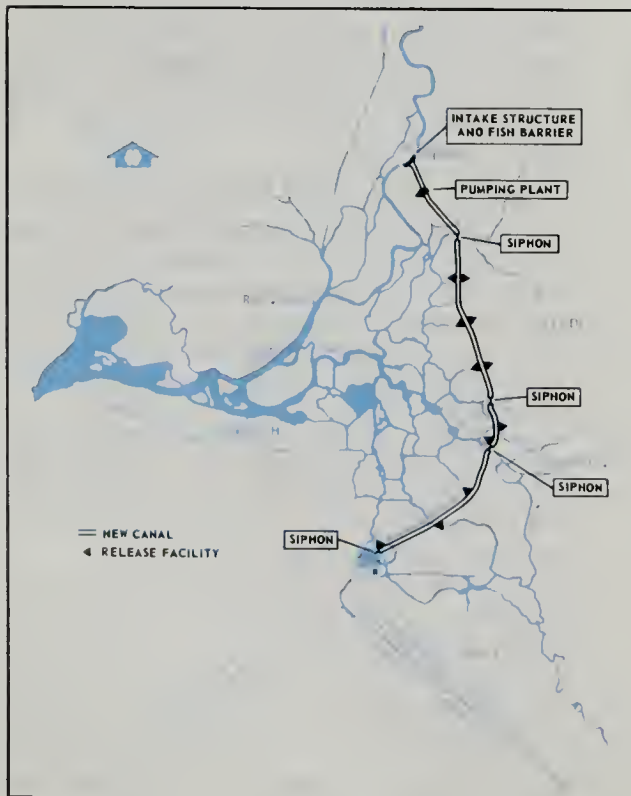 INTAKE STRUCTURE
AND FISH BARRIER
PUMPING PLANT
SIPHON
SIPHON
SIPHON
SIPHON
NEW CANAL
RELEASE FACILITY